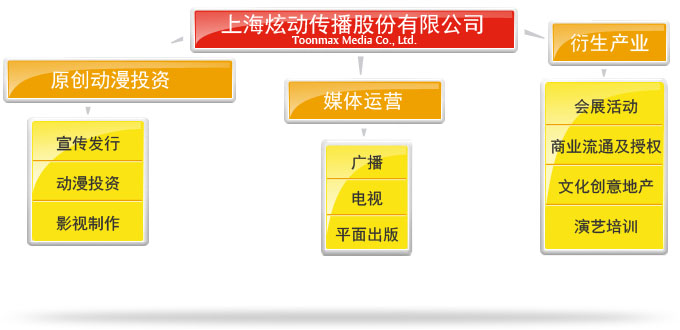 上海炫动传播股份有限公司
Toonmax Media Co., Ltd.
原创动漫投资
宣传发行
动漫投资
影视制作
媒体运营
广播
电视
平面出版
衍生产业
会展活动
商业流通及授权
文化创意地产
演艺培训